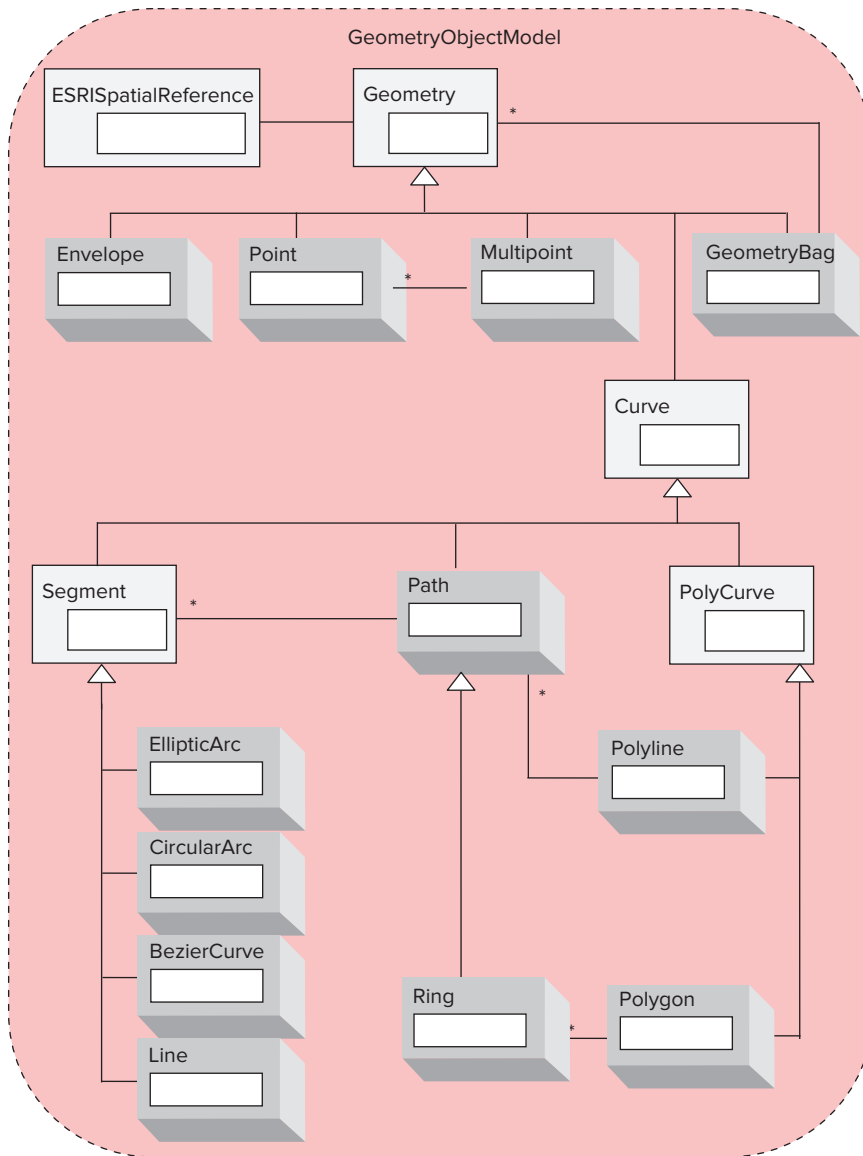 GeometryObjectModel
ESRISpatialReference
Geometry
*
Envelope
Point
*
Multipoint
GeometryBag
Curve
Segment
*
Path
PolyCurve
*
EllipticArc
Polyline
CircularArc
BezierCurve
Ring
*
Polygon
Line